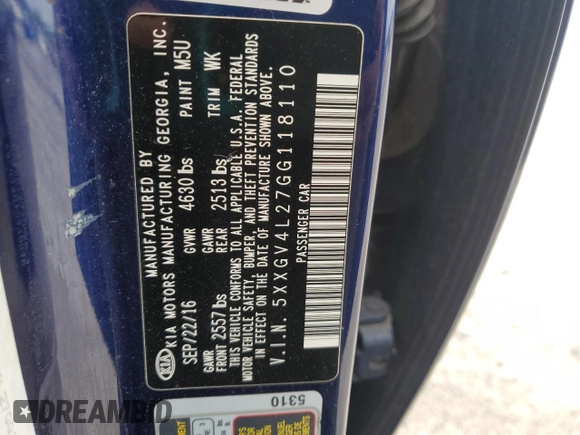 MANUFACTURED BY
KIA KIA MOTORS MANUFACTURING GEORGIA, INC.
SEP/22/16 GVWR 4630 lbs PAINT M5U
GAWR FRONT 2557 lbs GAWR REAR 2513 lbs TRIM WK
THIS VEHICLE CONFORMS TO ALL APPLICABLE U.S.A. FEDERAL
MOTOR VEHICLE SAFETY, BUMPER, AND THEFT PREVENTION STANDARDS
IN EFFECT ON THE DATE OF MANUFACTURE SHOWN ABOVE.
V.I.N. 5XXGV4L27GG118110
PASSENGER CAR
5310
DREAMBID